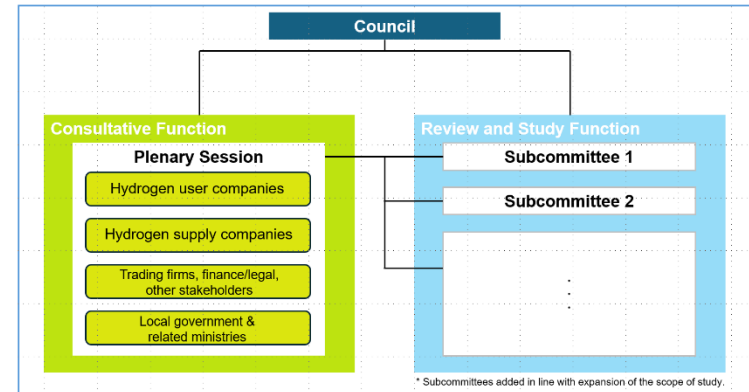 Council
Consultative Function
Plenary Session
Hydrogen user companies
Hydrogen supply companies
Trading firms, finance/legal,
other stakeholders
Local government &
related ministries
Review and Study Function
Subcommittee 1
Subcommittee 2
.
.
.
* Subcommittees added in line with expansion of the scope of study.